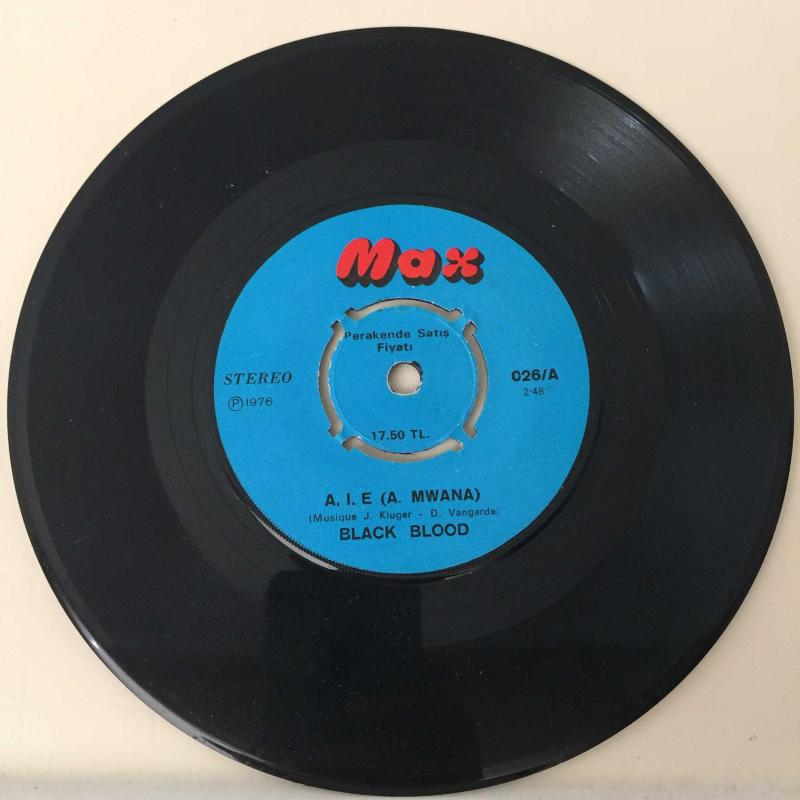 Max
Perakende Satış
Fiyatı
STEREO
026/A
℗1976
2'48"
17.50 TL.
A. I. E (A. MWANA)
(Musique J. Kluger - D. Vangarde)
BLACK BLOOD